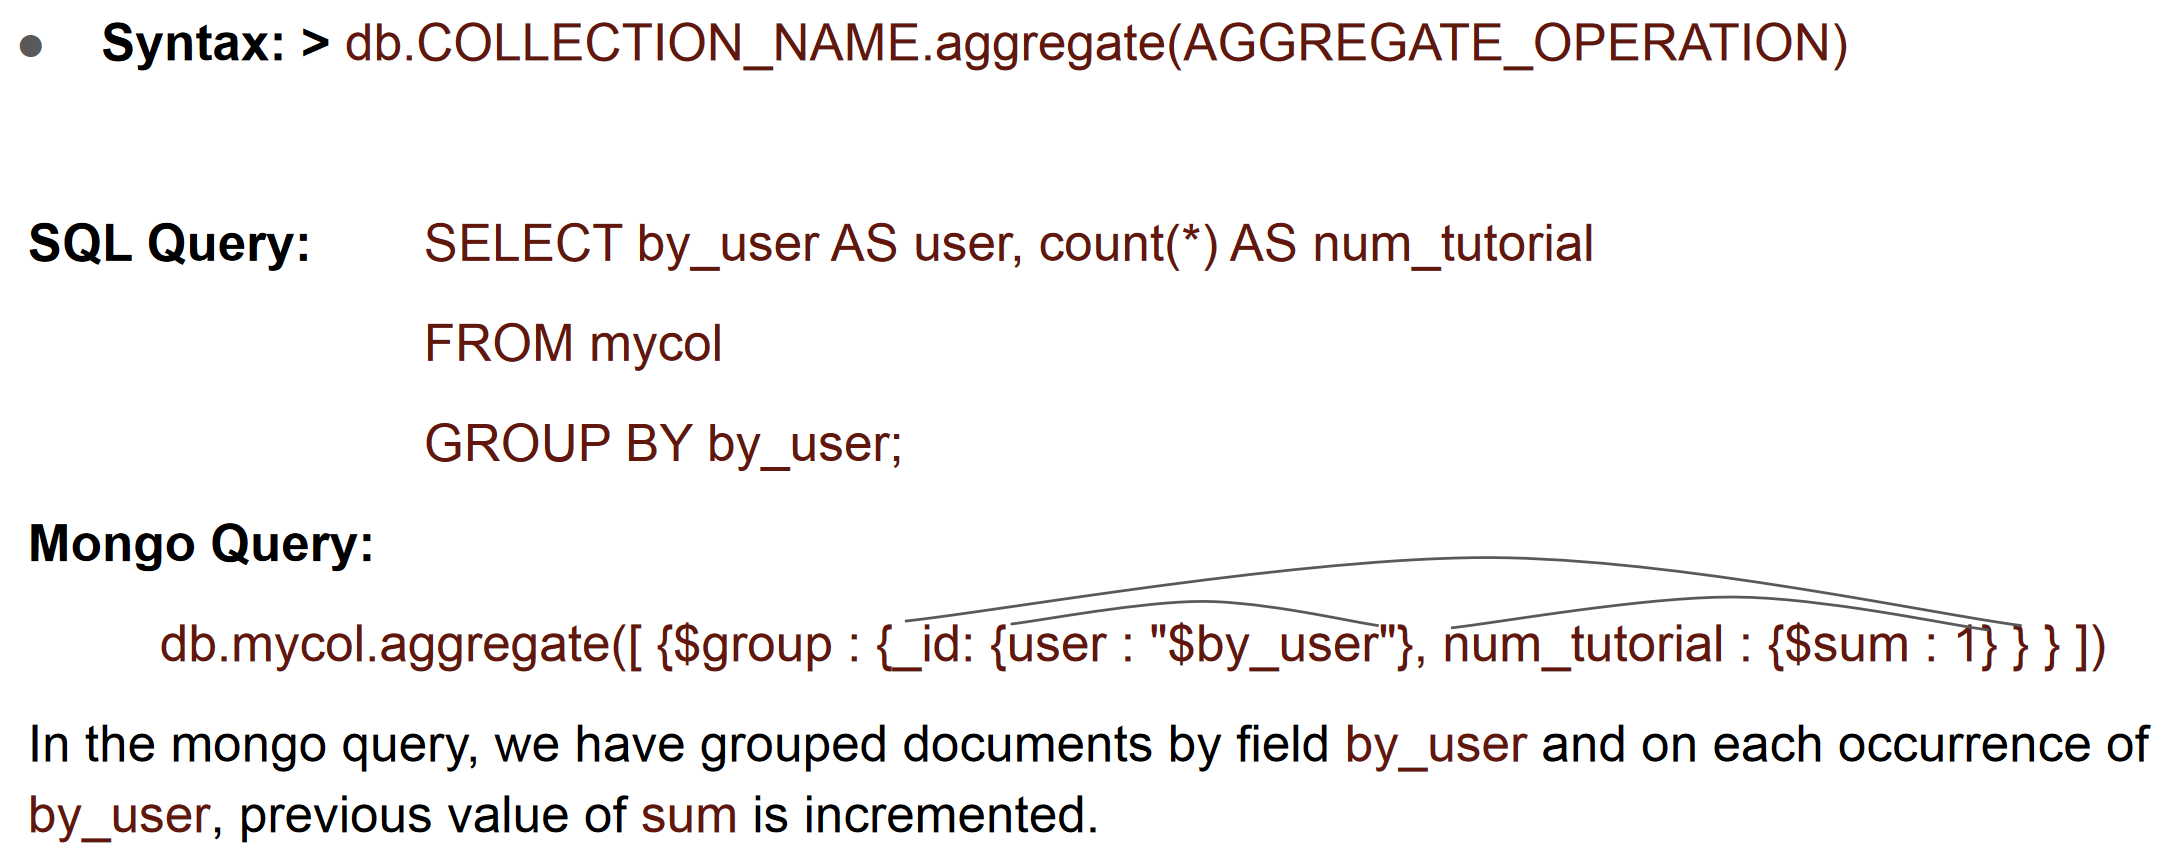 ● Syntax: > db.COLLECTION_NAME.aggregate(AGGREGATE_OPERATION)
SQL Query: SELECT by_user AS user, count(*) AS num_tutorial
FROM mycol
GROUP BY by_user;
Mongo Query:
db.mycol.aggregate([ {$group : {_id: {user : "$by_user"}, num_tutorial : {$sum : 1} } } ])
In the mongo query, we have grouped documents by field by_user and on each occurrence of
by_user, previous value of sum is incremented.